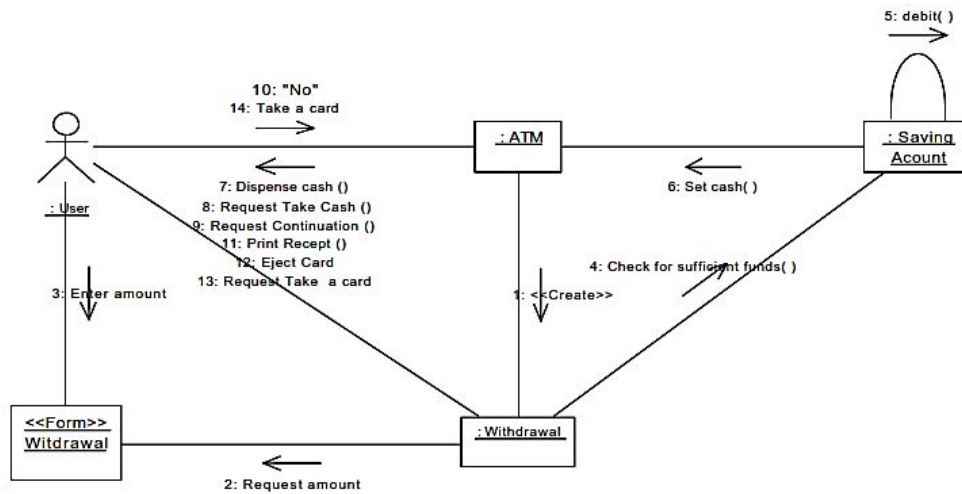 5: debit( )
10: "No"
14: Take a card
: ATM
: Saving
Acount
7: Dispense cash ()
8: Request Take Cash ()
9: Request Continuation ()
11: Print Recept ()
12: Eject Card
13: Request Take a card
6: Set cash( )
: User
4: Check for sufficient funds( )
3: Enter amount
1: <<Create>>
<<Form>>
Witdrawal
: Withdrawal
2: Request amount